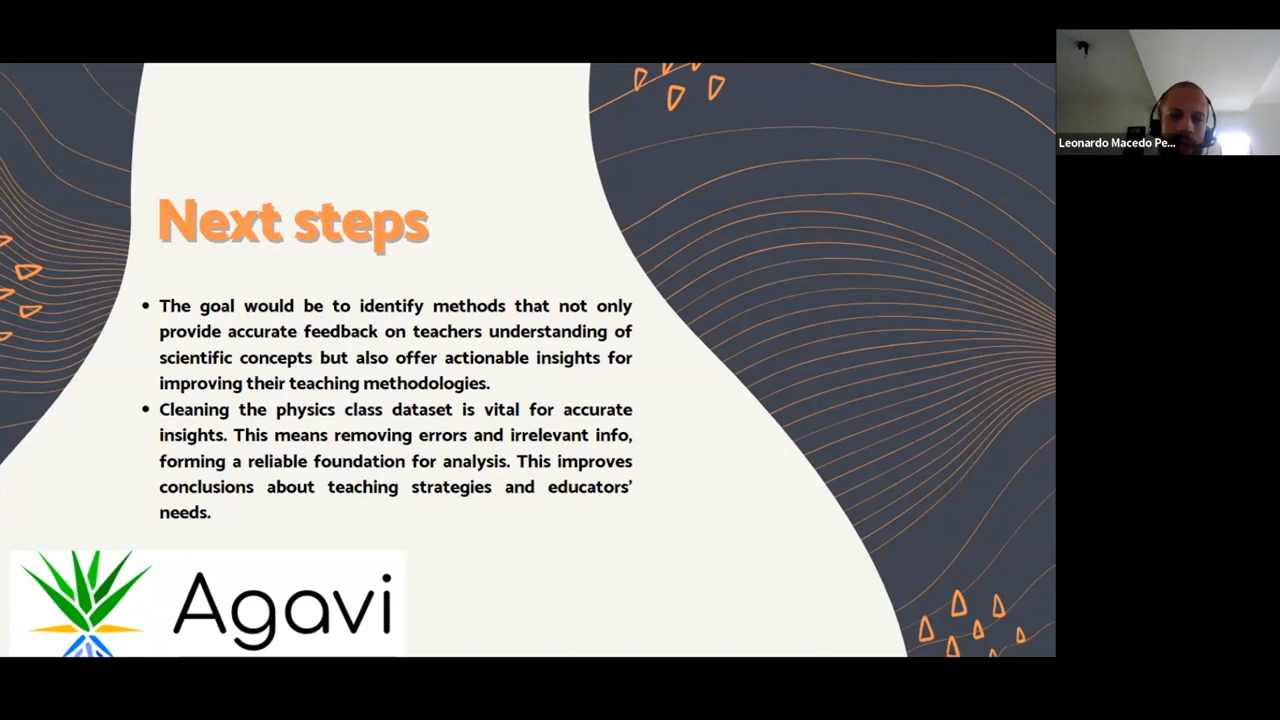 Leonardo Macedo Pe...
Next steps
• The goal would be to identify methods that not only
provide accurate feedback on teachers understanding of
scientific concepts but also offer actionable insights for
improving their teaching methodologies.
• Cleaning the physics class dataset is vital for accurate
insights. This means removing errors and irrelevant info,
forming a reliable foundation for analysis. This improves
conclusions about teaching strategies and educators'
needs.
Agavi